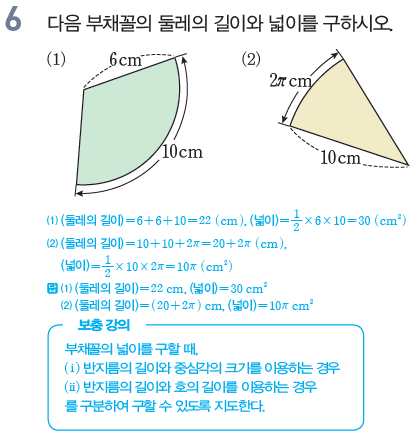 6 다음 부채꼴의 둘레의 길이와 넓이를 구하시오.
(1) 6cm 10cm
(2) 2πcm 10cm
(1) (둘레의 길이)=6+6+10=22 (cm), (넓이)=1/2×6×10=30 (cm²)
(2) (둘레의 길이)=10+10+2π=20+2π (cm),
(넓이)=1/2×10×2π=10π (cm²)
답 (1) (둘레의 길이)=22 cm, (넓이)=30 cm²
(2) (둘레의 길이)=(20+2π) cm, (넓이)=10π cm²
보충 강의
부채꼴의 넓이를 구할 때,
(ⅰ) 반지름의 길이와 중심각의 크기를 이용하는 경우
(ⅱ) 반지름의 길이와 호의 길이를 이용하는 경우
를 구분하여 구할 수 있도록 지도한다.